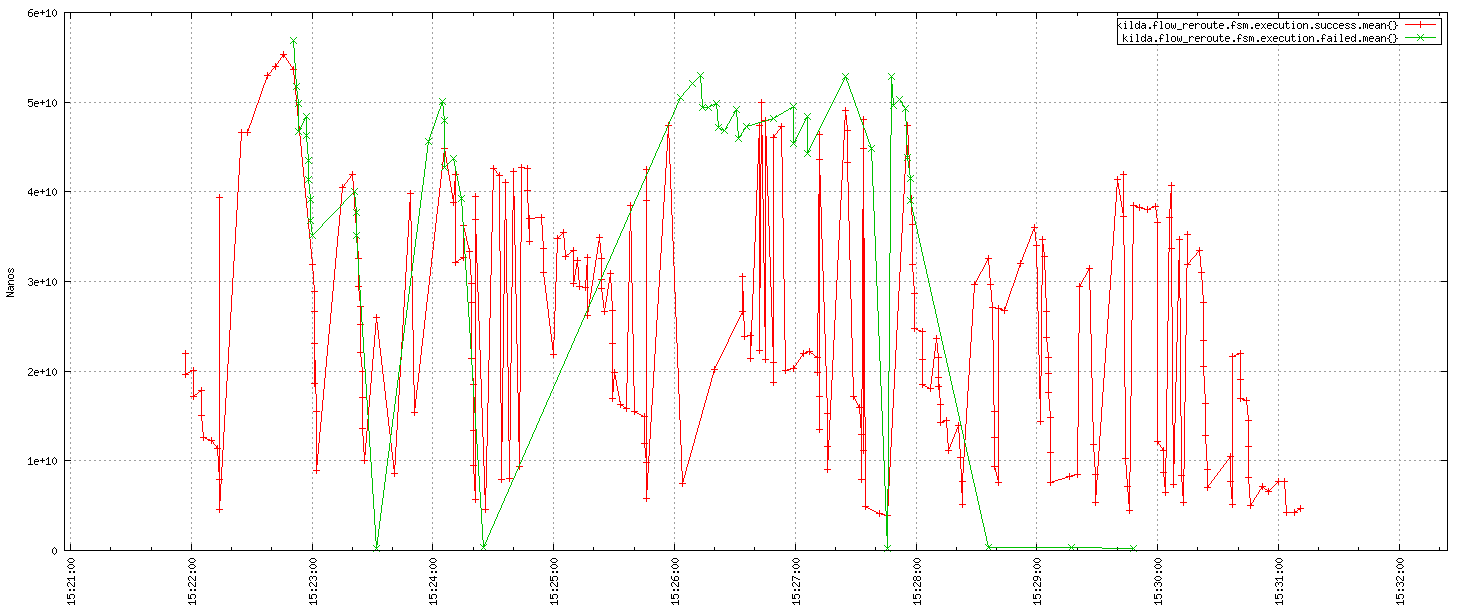 6e+10
kilda.flow_reroute.fsm.execution.success.mean{}
kilda.flow_reroute.fsm.execution.failed.mean{}
5e+10
4e+10
3e+10
Nanos
2e+10
1e+10
0
15:21:00
15:22:00
15:23:00
15:24:00
15:25:00
15:26:00
15:27:00
15:28:00
15:29:00
15:30:00
15:31:00
15:32:00